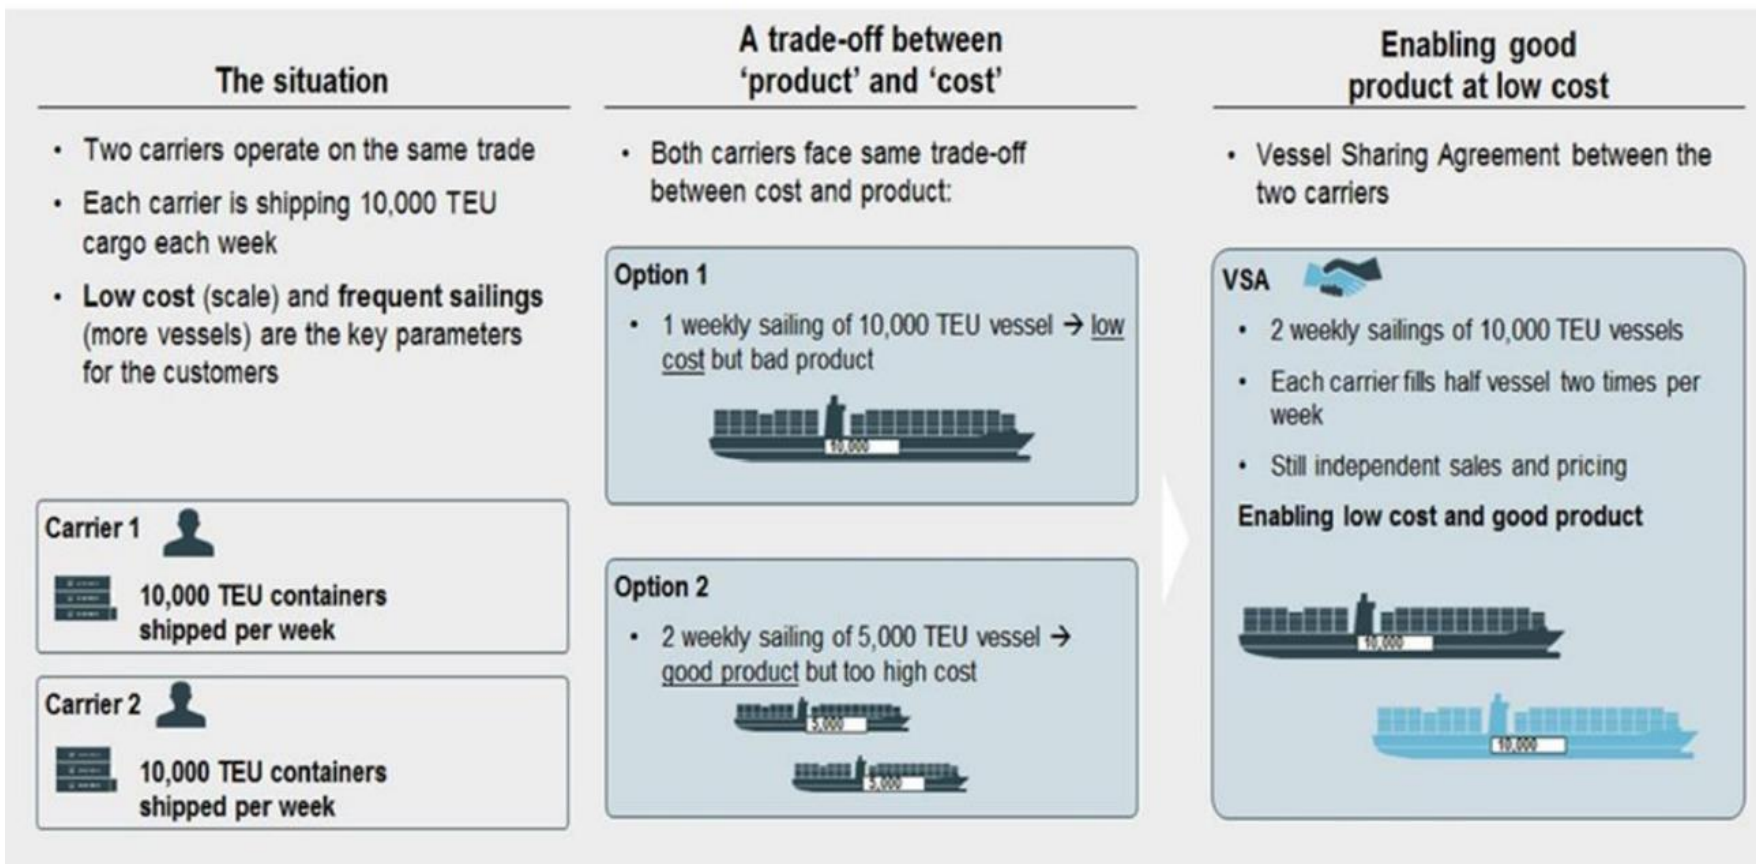 The situation
• Two carriers operate on the same trade
• Each carrier is shipping 10,000 TEU
cargo each week
• Low cost (scale) and frequent sailings
(more vessels) are the key parameters
for the customers
Carrier 1
10,000 TEU containers
shipped per week
Carrier 2
10,000 TEU containers
shipped per week
A trade-off between
‘product’ and ‘cost’
• Both carriers face same trade-off
between cost and product:
Option 1
• 1 weekly sailing of 10,000 TEU vessel → low
cost but bad product
10,000
Option 2
• 2 weekly sailing of 5,000 TEU vessel →
good product but too high cost
5,000
5,000
Enabling good
product at low cost
• Vessel Sharing Agreement between the
two carriers
VSA
• 2 weekly sailings of 10,000 TEU vessels
• Each carrier fills half vessel two times per
week
• Still independent sales and pricing
Enabling low cost and good product
10,000
10,000